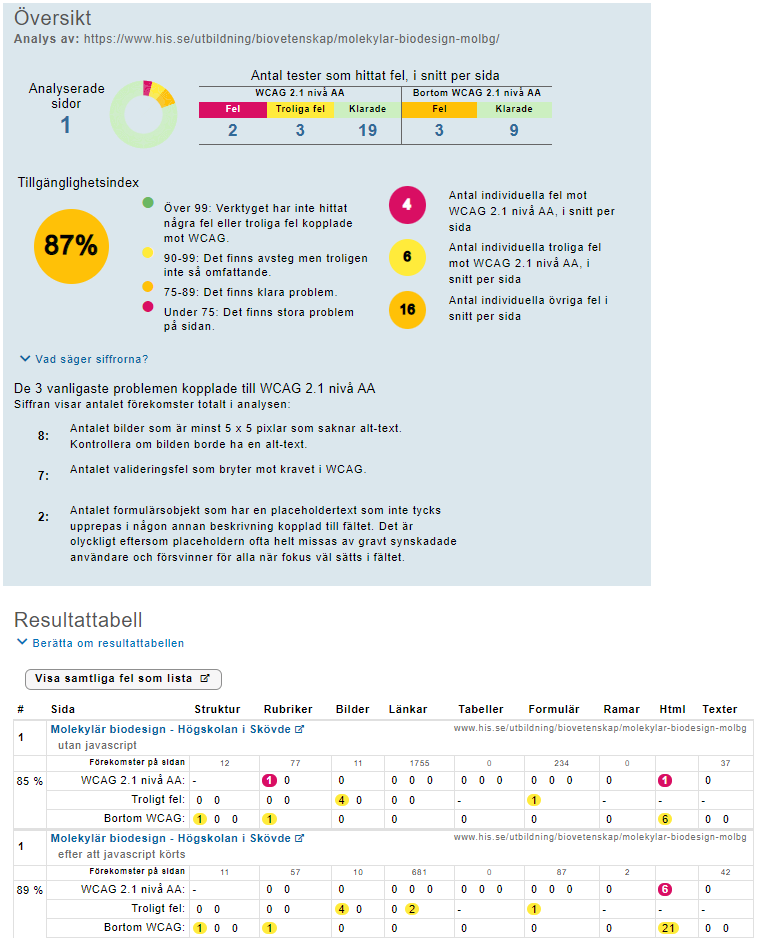 Översikt
Analys av: https://www.his.se/utbildning/biovetenskap/molekylar-biodesign-molbg/
Analyserade
sidor
1
Antal tester som hittat fel, i snitt per sida
WCAG 2.1 nivå AA Bortom WCAG 2.1 nivå AA
Fel Troliga fel Klarade Fel Klarade
2 3 19 3 9
Tillgänglighetsindex
87%
Över 99: Verktyget har inte hittat
några fel eller troliga fel kopplade
mot WCAG.
90-99: Det finns avsteg men troligen
inte så omfattande.
75-89: Det finns klara problem.
Under 75: Det finns stora problem
på sidan.
4 Antal individuella fel mot
WCAG 2.1 nivå AA, i snitt per
sida
6 Antal individuella troliga fel
mot WCAG 2.1 nivå AA, i
snitt per sida
16 Antal individuella övriga fel i
snitt per sida
Vad säger siffrorna?
De 3 vanligaste problemen kopplade till WCAG 2.1 nivå AA
Siffran visar antalet förekomster totalt i analysen:
8: Antalet bilder som är minst 5 x 5 pixlar som saknar alt-text.
Kontrollera om bilden borde ha en alt-text.
7: Antalet valideringsfel som bryter mot kravet i WCAG.
2: Antalet formulärsobjekt som har en placeholdertext som inte tycks
upprepas i någon annan beskrivning kopplad till fältet. Det är
olyckligt eftersom placeholdern ofta helt missas av gravt synskadade
användare och försvinner för alla när fokus väl sätts i fältet.
Resultattabell
Berätta om resultattabellen
Visa samtliga fel som lista
# Sida Struktur Rubriker Bilder Länkar Tabeller Formulär Ramar Html Texter
1 Molekylär biodesign - Högskolan i Skövde www.his.se/utbildning/biovetenskap/molekylar-biodesign-molbg
utan javascript
Förekomster på sidan 12 77 11 1755 0 234 0 37
85 % WCAG 2.1 nivå AA: - 1 0 0 0 0 0 0 0 0 0 0 0 0 1 0
Troligt fel: 0 0 0 0 4 0 0 0 - 1 - - -
Bortom WCAG: 1 0 0 1 0 0 0 0 0 6 0 0
1 Molekylär biodesign - Högskolan i Skövde www.his.se/utbildning/biovetenskap/molekylar-biodesign-molbg
efter att javascript körts
Förekomster på sidan 11 57 10 681 0 87 2 42
89 % WCAG 2.1 nivå AA: - 0 0 0 0 0 0 0 0 0 0 0 0 0 6 0
Troligt fel: 0 0 0 0 4 0 0 2 - 1 - - -
Bortom WCAG: 1 0 0 1 0 0 0 0 0 21 0 0